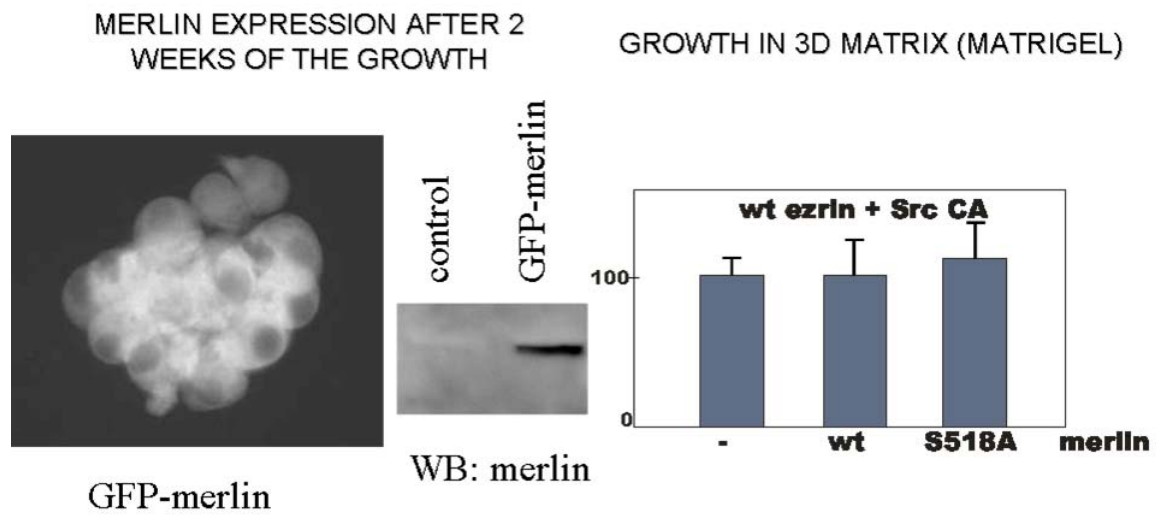 MERLIN EXPRESSION AFTER 2
WEEKS OF THE GROWTH
GFP-merlin
control
GFP-merlin
WB: merlin
GROWTH IN 3D MATRIX (MATRIGEL)
wt ezrin + Src CA
100
0
- wt S518A merlin